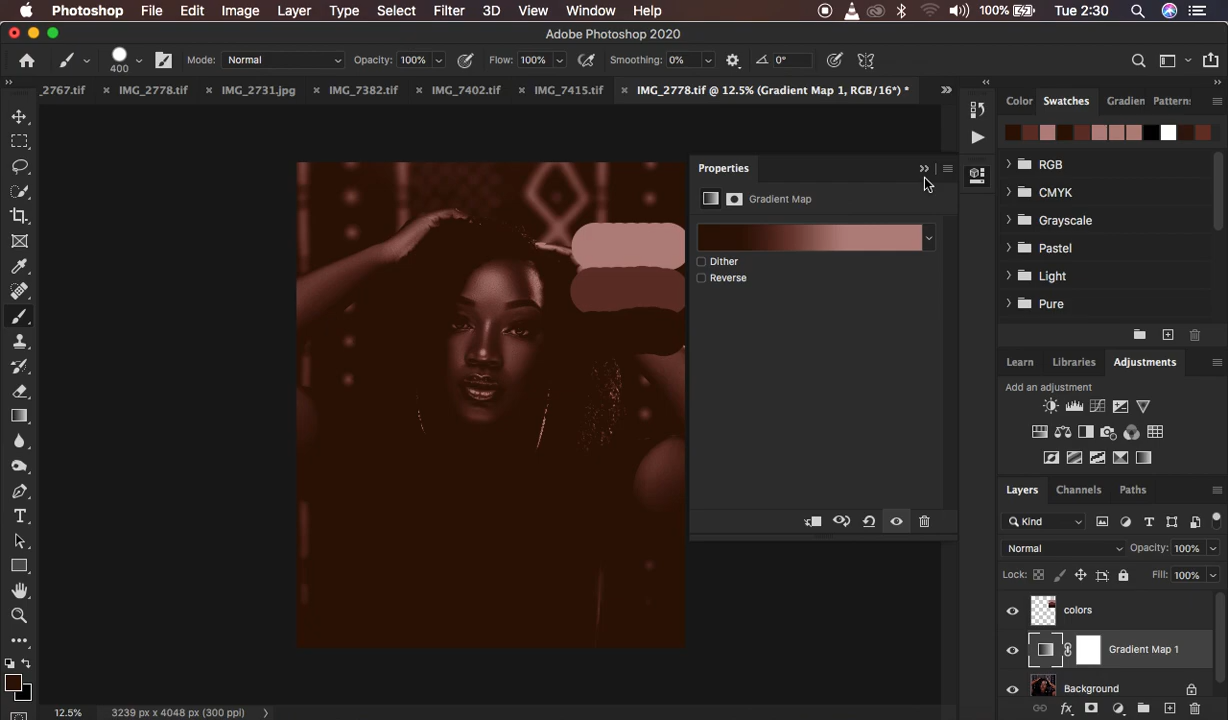 Photoshop File Edit Image Layer Type Select Filter 3D View Window Help 100% Tue 2:30
Adobe Photoshop 2020
400 Mode: Normal Opacity: 100% Flow: 100% Smoothing: 0% 0°
_2767.tif × IMG_2778.tif × IMG_2731.jpg × IMG_7382.tif × IMG_7402.tif × IMG_7415.tif × IMG_2778.tif @ 12.5% (Gradient Map 1, RGB/16*) *
Color Swatches Gradien Pattern
Properties
Gradient Map
Dither
Reverse
RGB
CMYK
Grayscale
Pastel
Light
Pure
Learn Libraries Adjustments
Add an adjustment
Layers Channels Paths
Kind
Normal Opacity: 100%
Lock: Fill: 100%
colors
Gradient Map 1
Background
fx
12.5% 3239 px x 4048 px (300 ppi)